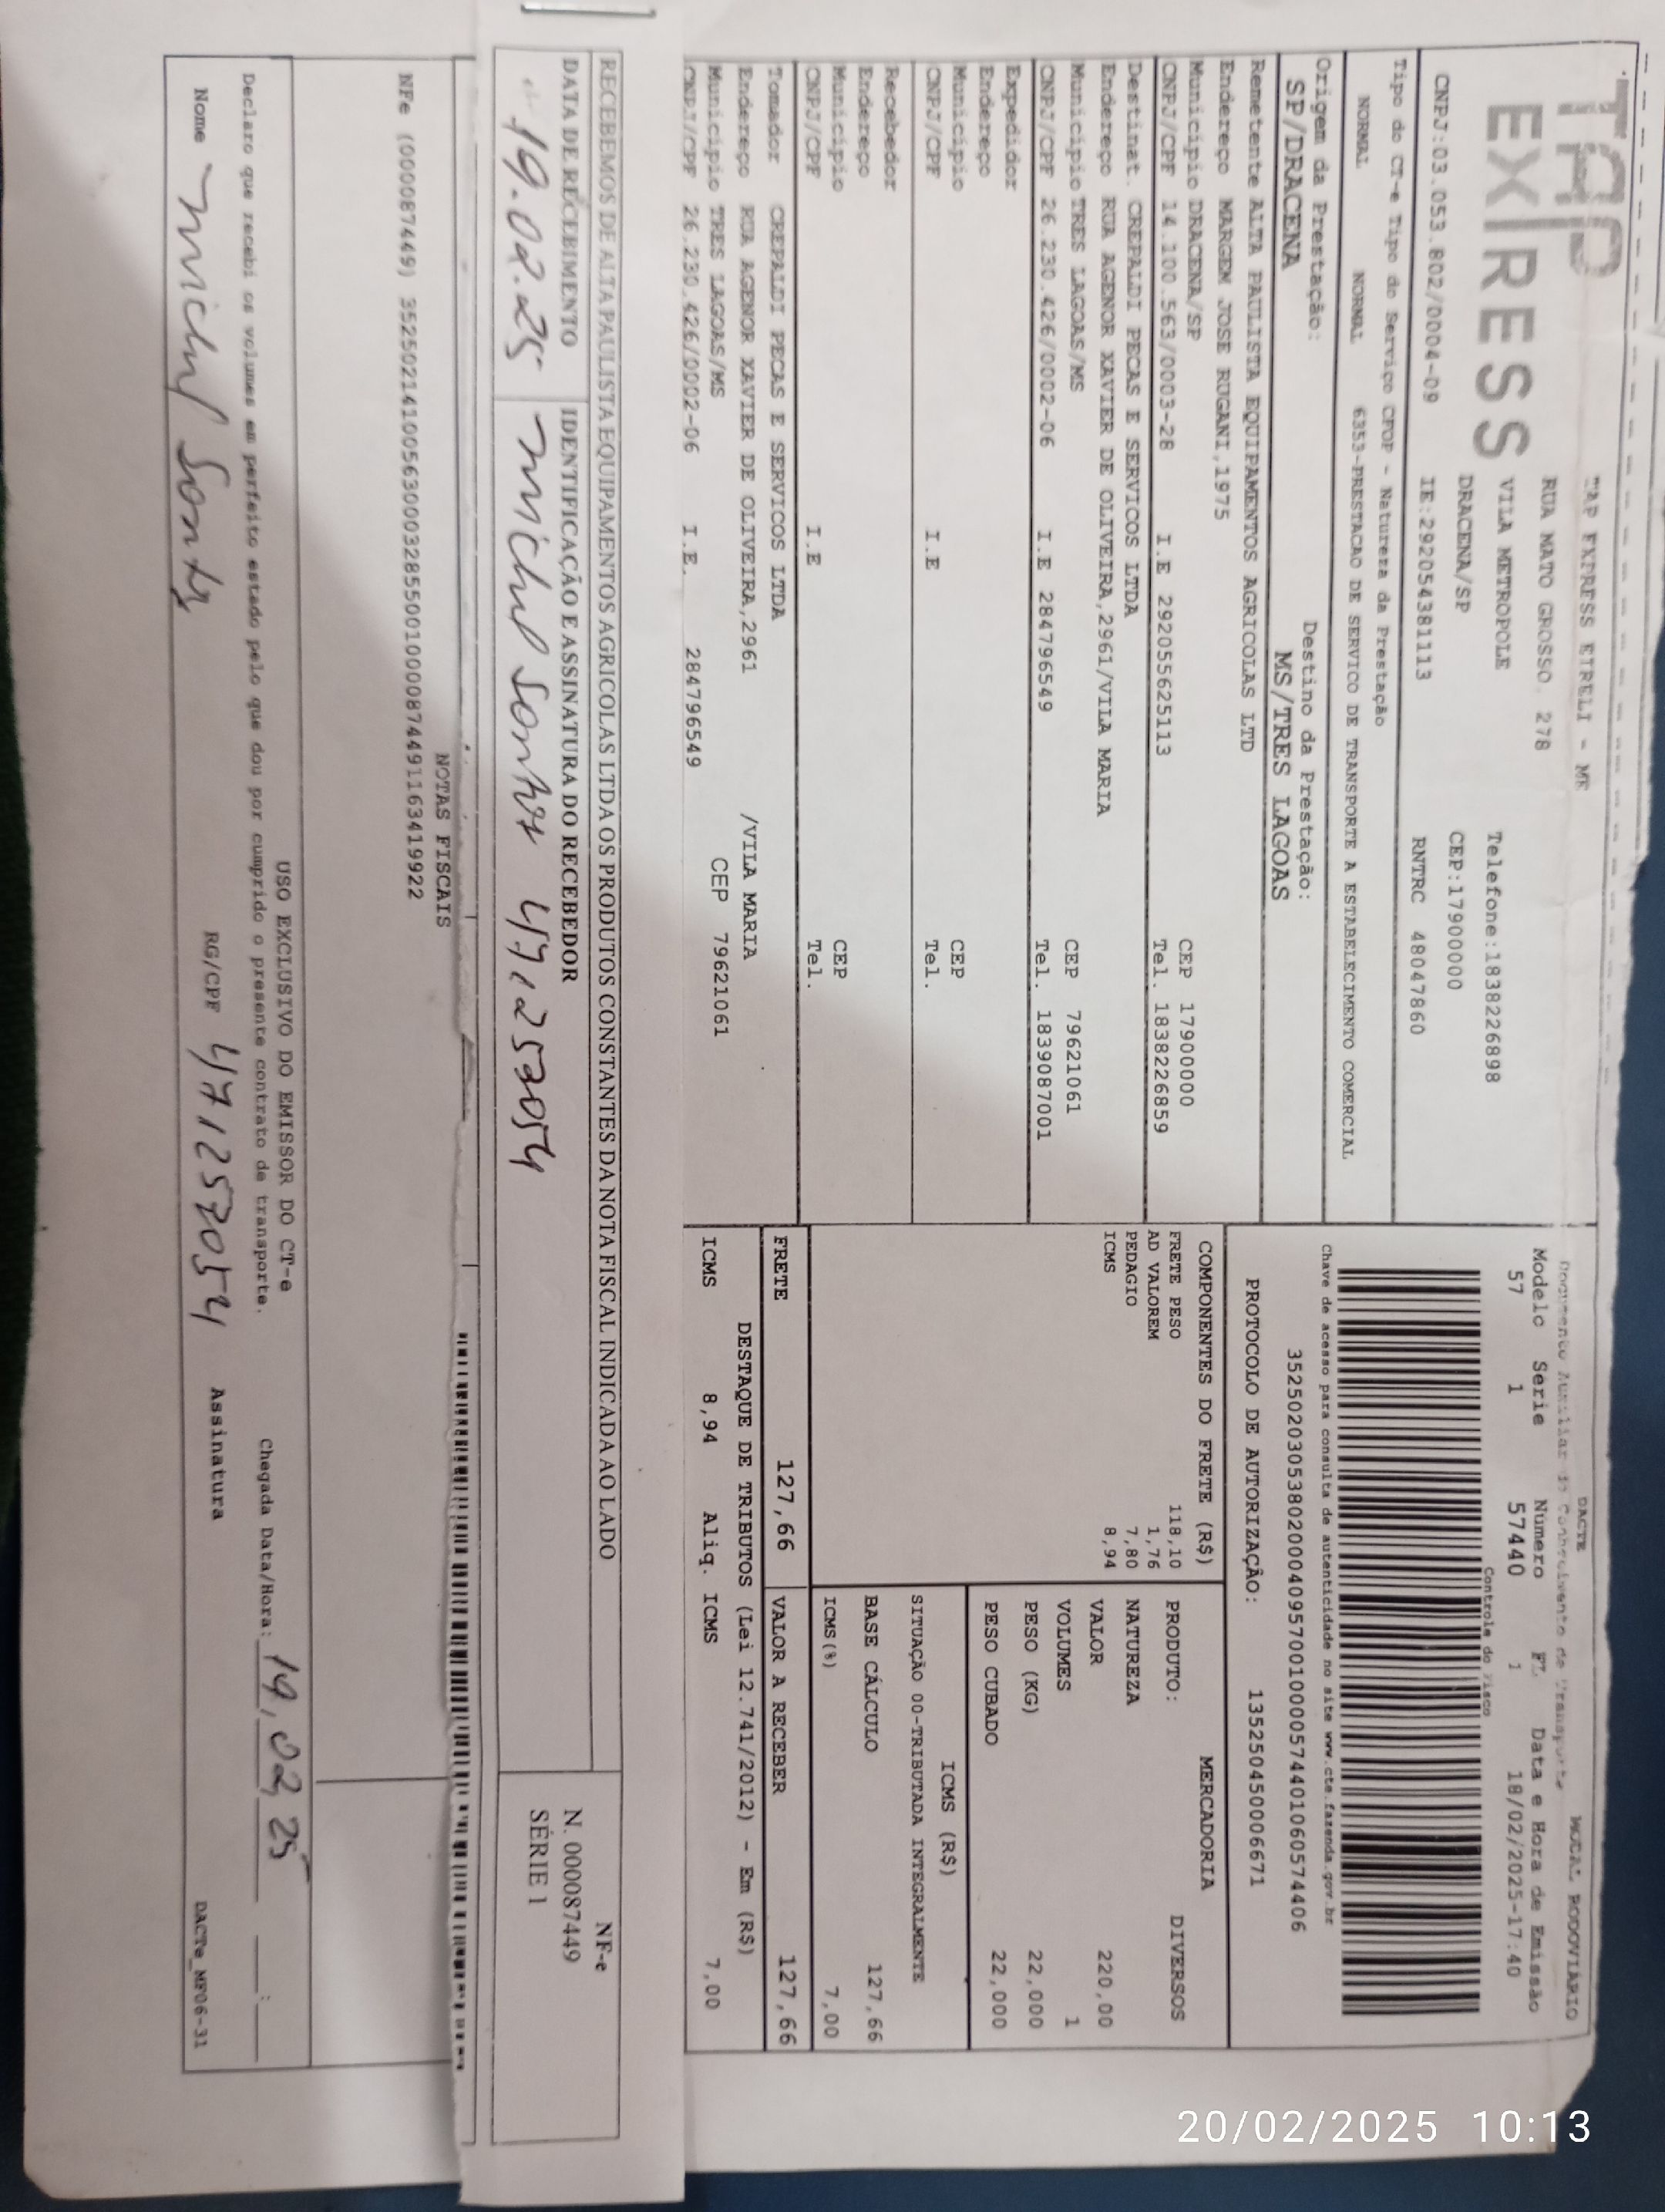 TAP
EX|RESS
CNPJ:03.053.802/0004-09
TAP EXPRESS EIRELI - ME
RUA MATO GROSSO, 278
VILA METROPOLE
DRACENA/SP
IE:292054381113
Telefone:1838226898
CEP:17900000
RNTRC 48047860
DACTE
Documento Auxiliar do Conhecimento de Transporte
MODAL RODOVIÁRIO
Modelo Série Número FL Data e Hora de Emissão
57 1 57440 1 18/02/2025-17:40
Controle do Fisco
Chave de acesso para consulta de autenticidade no site www.cte.fazenda.gov.br
35250203053802000409570010000574401060574406
PROTOCOLO DE AUTORIZAÇÃO: 135250450006671
Tipo do CT-e Tipo do Serviço CFOP - Natureza da Prestação
NORMAL NORMAL 6353-PRESTACAO DE SERVICO DE TRANSPORTE A ESTABELECIMENTO COMERCIAL
Origem da Prestação: Destino da Prestação:
SP/DRACENA MS/TRES LAGOAS
Remetente ALTA PAULISTA EQUIPAMENTOS AGRICOLAS LTD
Endereço MARGEM JOSE RUGANI,1975
Município DRACENA/SP CEP 17900000
CNPJ/CPF 14.100.563/0003-28 I.E 292055625113 Tel. 1838226859
Destinat. CREPALDI PECAS E SERVICOS LTDA
Endereço RUA AGENOR XAVIER DE OLIVEIRA,2961/VILA MARIA
Município TRES LAGOAS/MS CEP 79621061
CNPJ/CPF 26.230.426/0002-06 I.E 284796549 Tel. 1839087001
Expedidor
Endereço
Município CEP
CNPJ/CPF I.E Tel.
Recebedor
Endereço
Município CEP
CNPJ/CPF I.E Tel.
Tomador CREPALDI PECAS E SERVICOS LTDA
Endereço RUA AGENOR XAVIER DE OLIVEIRA,2961 /VILA MARIA
Município TRES LAGOAS/MS CEP 79621061
CNPJ/CPF 26.230.426/0002-06 I.E. 284796549
COMPONENTES DO FRETE (R$)
FRETE PESO 118,10
AD VALOREM 1,76
PEDAGIO 7,80
ICMS 8,94
MERCADORIA
PRODUTO: DIVERSOS
NATUREZA
VALOR 220,00
VOLUMES 1
PESO (KG) 22,000
PESO CUBADO 22,000
ICMS (R$)
SITUAÇÃO 00-TRIBUTADA INTEGRALMENTE
BASE CÁLCULO 127,66
ICMS(%) 7,00
FRETE 127,66 VALOR A RECEBER 127,66
DESTAQUE DE TRIBUTOS (Lei 12.741/2012) - Em (R$)
ICMS 8,94 Aliq. ICMS 7,00
RECEBEMOS DE ALTA PAULISTA EQUIPAMENTOS AGRICOLAS LTDA OS PRODUTOS CONSTANTES DA NOTA FISCAL INDICADA AO LADO
DATA DE RECEBIMENTO IDENTIFICAÇÃO E ASSINATURA DO RECEBEDOR
19.02.25 471253054
NF-e
N. 000087449
SÉRIE 1
NOTAS FISCAIS
NFe (000087449) 35250214100563000328550010000874491163419922
USO EXCLUSIVO DO EMISSOR DO CT-e
Declaro que recebi os volumes em perfeito estado pelo que dou por cumprido o presente contrato de transporte. Chegada Data/Hora: 19,02,25 __:__
Nome RG/CPF 471257054 Assinatura
DACTe_MF06-31
20/02/2025 10:13